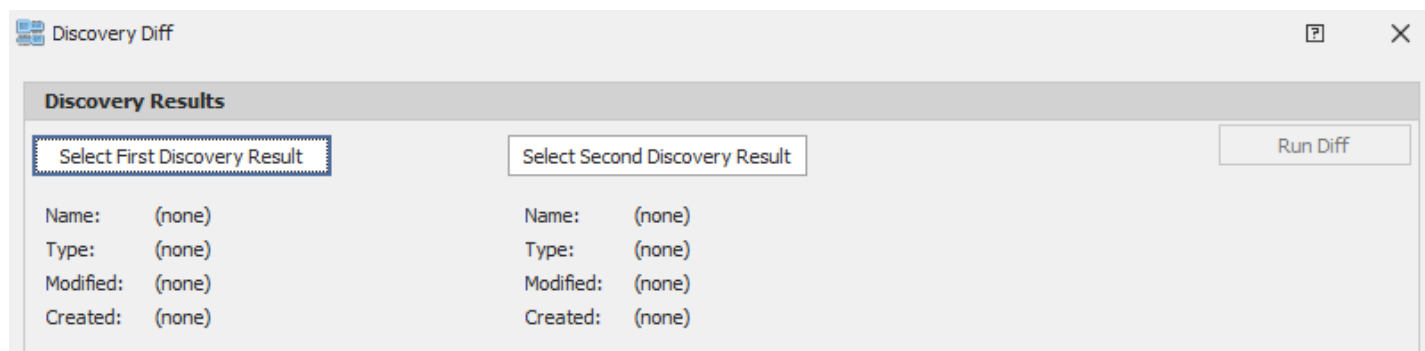 Discovery Diff
Discovery Results
Select First Discovery Result Select Second Discovery Result Run Diff
Name: (none) Name: (none)
Type: (none) Type: (none)
Modified: (none) Modified: (none)
Created: (none) Created: (none)